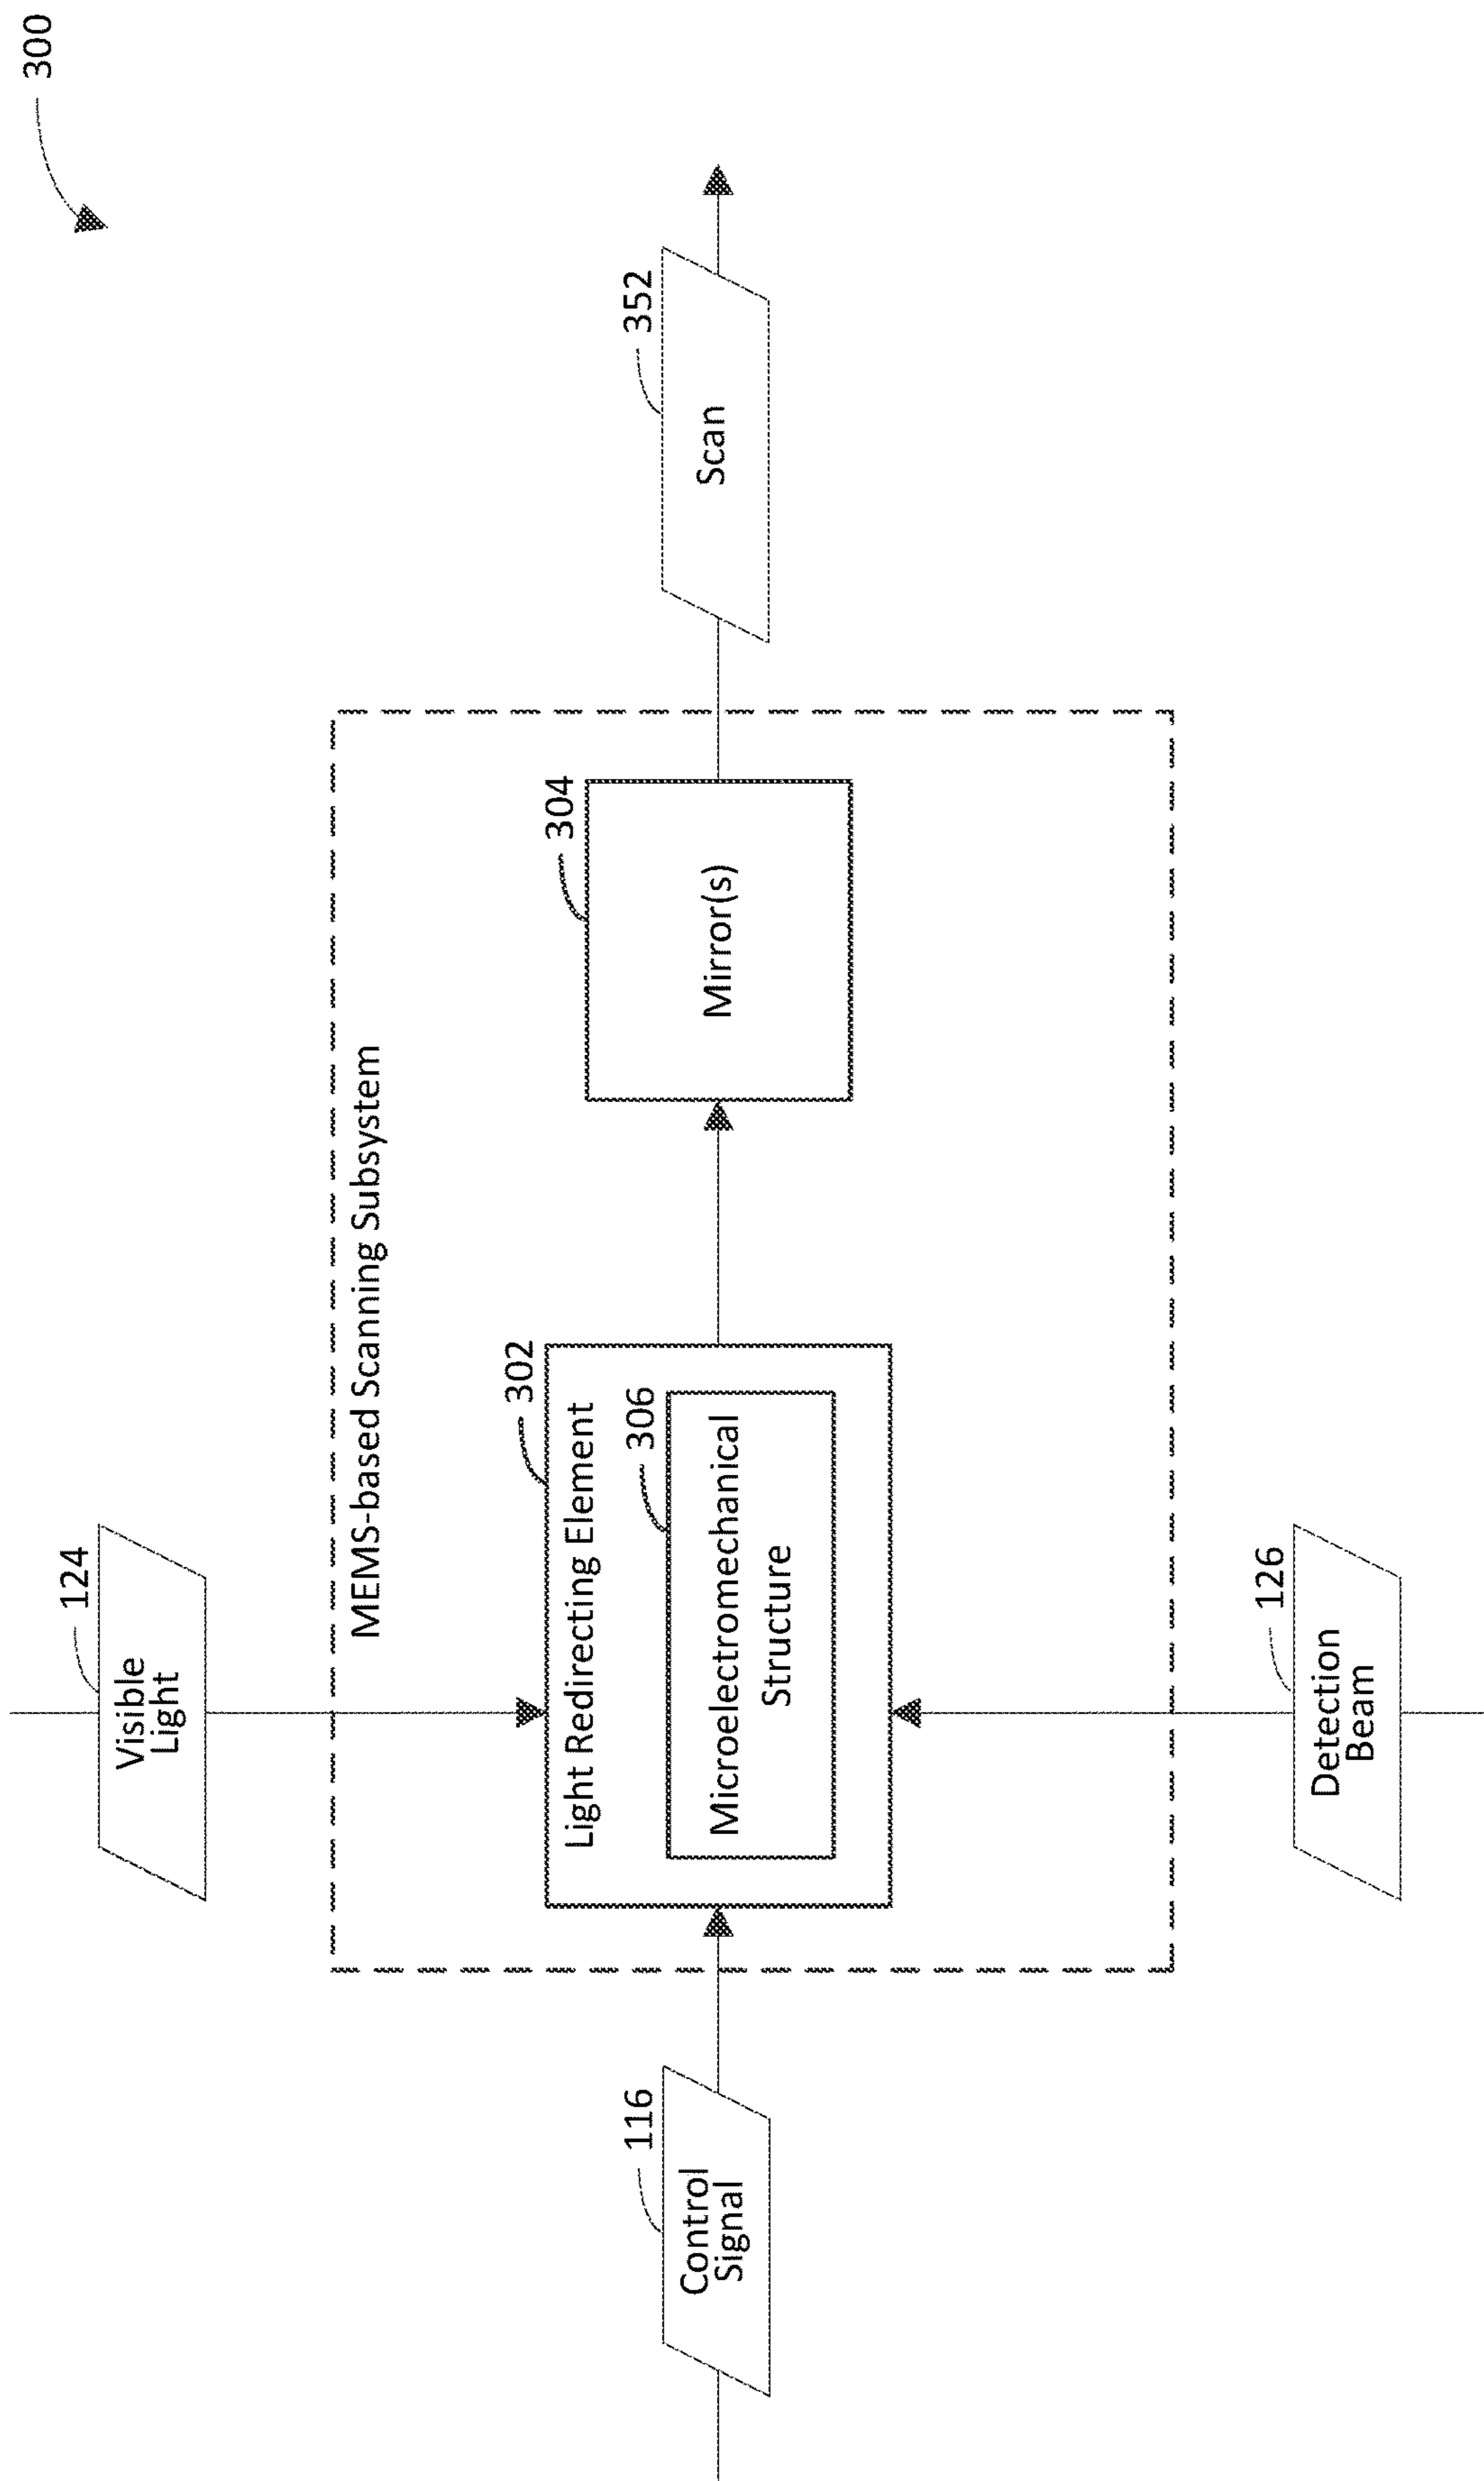 300
124
Visible
Light
MEMS-based Scanning Subsystem
302
Light Redirecting Element
306
Microelectromechanical
Structure
304
Mirror(s)
116
Control
Signal
352
Scan
126
Detection
Beam